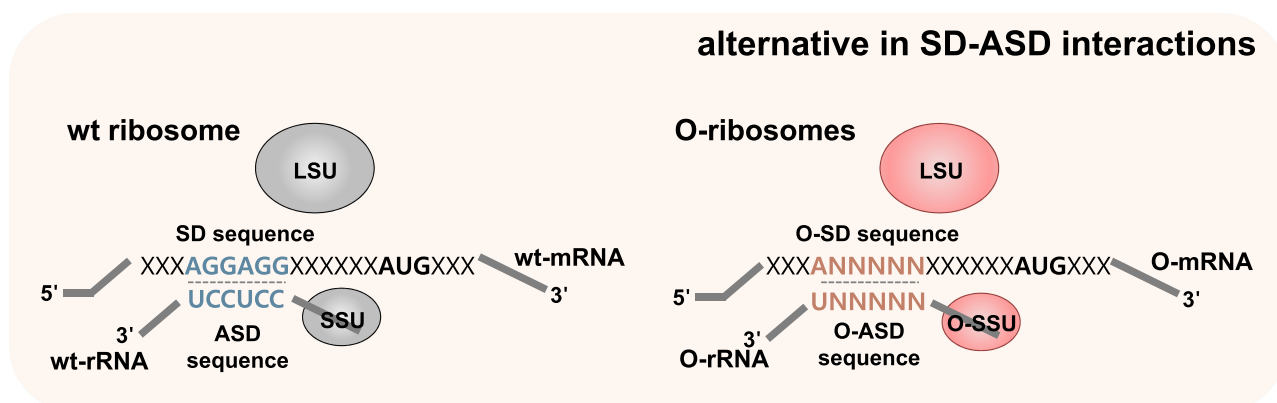 alternative in SD-ASD interactions
wt ribosome
LSU
SD sequence
XXXAGGAGGXXXXXXAUGXXX
wt-mRNA
5'
3'
UCCUCC
SSU
3'
ASD
sequence
wt-rRNA
O-ribosomes
LSU
O-SD sequence
XXXANNNNNXXXXXXAUGXXX
O-mRNA
5'
3'
UNNNNN
O-SSU
3'
O-ASD
sequence
O-rRNA